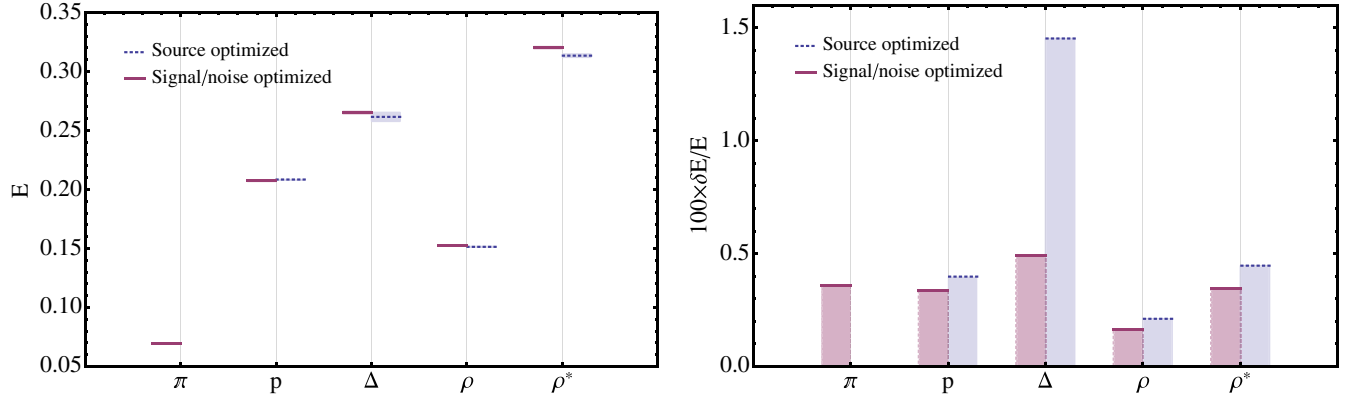 0.35
0.30
0.25
0.20
0.15
0.10
0.05
E
Source optimized
Signal/noise optimized
π p Δ ρ ρ*
1.5
1.0
0.5
0.0
100×δE/E
Source optimized
Signal/noise optimized
π p Δ ρ ρ*